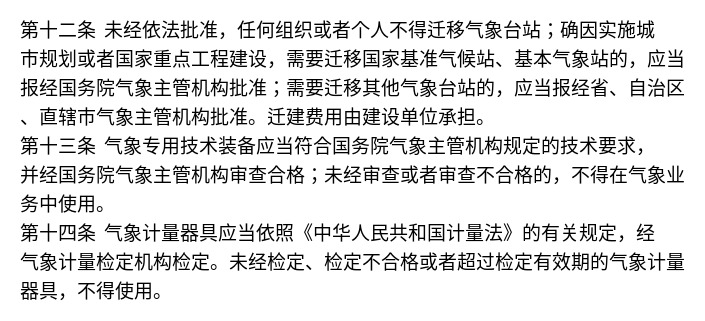 第十二条 未经依法批准，任何组织或者个人不得迁移气象台站；确因实施城
市规划或者国家重点工程建设，需要迁移国家基准气候站、基本气象站的，应当
报经国务院气象主管机构批准；需要迁移其他气象台站的，应当报经省、自治区
、直辖市气象主管机构批准。迁建费用由建设单位承担。
第十三条 气象专用技术装备应当符合国务院气象主管机构规定的技术要求，
并经国务院气象主管机构审查合格；未经审查或者审查不合格的，不得在气象业
务中使用。
第十四条 气象计量器具应当依照《中华人民共和国计量法》的有关规定，经
气象计量检定机构检定。未经检定、检定不合格或者超过检定有效期的气象计量
器具，不得使用。